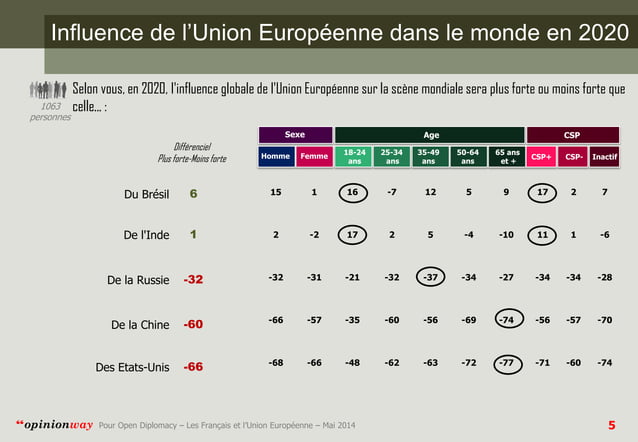 Influence de l'Union Européenne dans le monde en 2020
Selon vous, en 2020, l'influence globale de l'Union Européenne sur la scène mondiale sera plus forte ou moins forte que
celle... :
1063
personnes
Différenciel
Plus forte-Moins forte
Sexe Age CSP
Homme Femme 18-24 ans 25-34 ans 35-49 ans 50-64 ans 65 ans et + CSP+ CSP- Inactif
Du Brésil 6 15 1 16 -7 12 5 9 17 2 7
De l'Inde 1 2 -2 17 2 5 -4 -10 11 1 -6
De la Russie -32 -32 -31 -21 -32 -37 -34 -27 -34 -34 -28
De la Chine -60 -66 -57 -35 -60 -56 -69 -74 -56 -57 -70
Des Etats-Unis -66 -68 -66 -48 -62 -63 -72 -77 -71 -60 -74
“opinionway Pour Open Diplomacy – Les Français et l'Union Européenne – Mai 2014 5